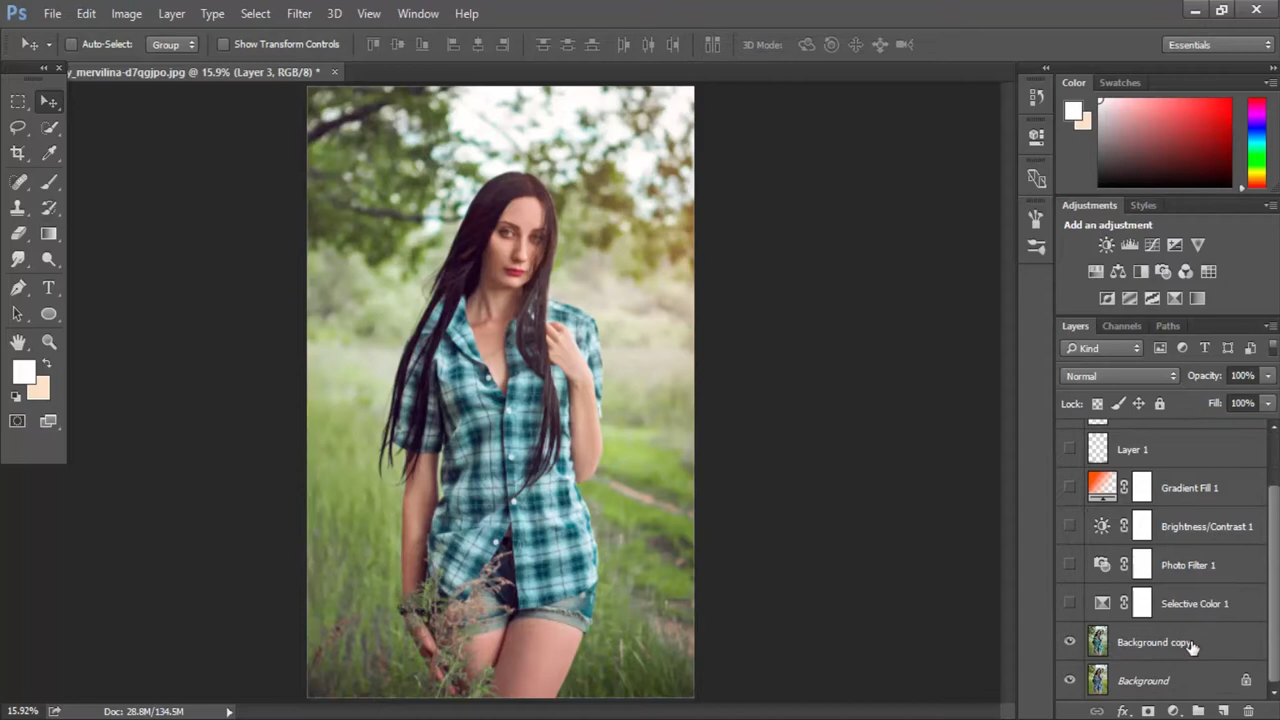 Ps File Edit Image Layer Type Select Filter 3D View Window Help
Auto-Select: Group Show Transform Controls 3D Mode: Essentials
y_mervilina-d7qgjpo.jpg @ 15.9% (Layer 3, RGB/8) *
Color Swatches
Adjustments Styles
Add an adjustment
Layers Channels Paths
Kind
Normal Opacity: 100%
Lock: Fill: 100%
Layer 1
Gradient Fill 1
Brightness/Contrast 1
Photo Filter 1
Selective Color 1
Background copy
Background
15.92% Doc: 28.8M/134.5M